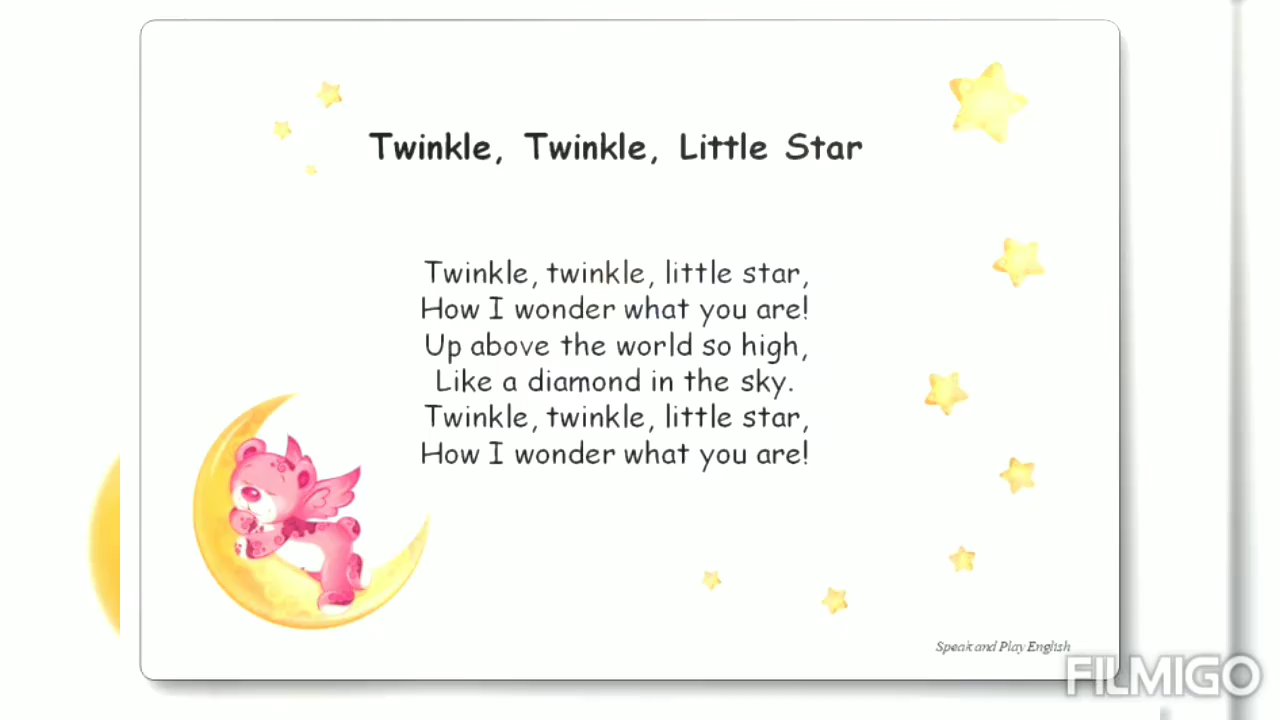 Twinkle, Twinkle, Little Star
Twinkle, twinkle, little star,
How I wonder what you are!
Up above the world so high,
Like a diamond in the sky.
Twinkle, twinkle, little star,
How I wonder what you are!
Speak and Play English
FILMIGO